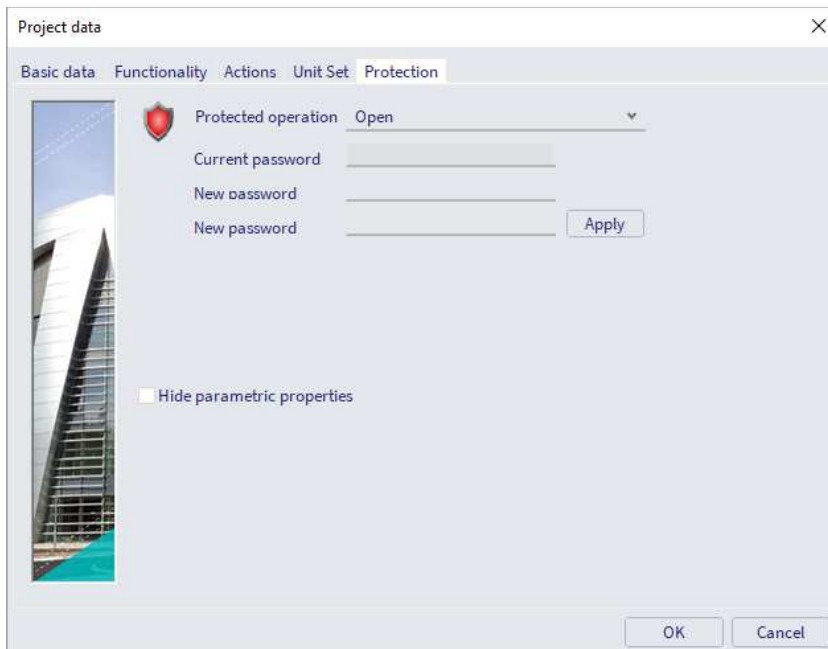 Project data
Basic data Functionality Actions Unit Set Protection
Protected operation Open
Current password
New password
New password Apply
Hide parametric properties
OK Cancel